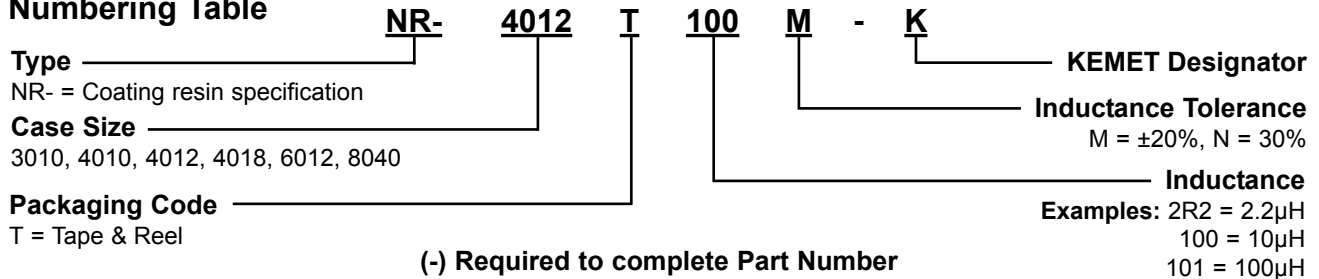 Numbering Table
NR- 4012 T 100 M - K
Type
NR- = Coating resin specification
Case Size
3010, 4010, 4012, 4018, 6012, 8040
Packaging Code
T = Tape & Reel
KEMET Designator
Inductance Tolerance
M = ±20%, N = 30%
Inductance
Examples: 2R2 = 2.2μH
100 = 10μH
101 = 100μH
(-) Required to complete Part Number